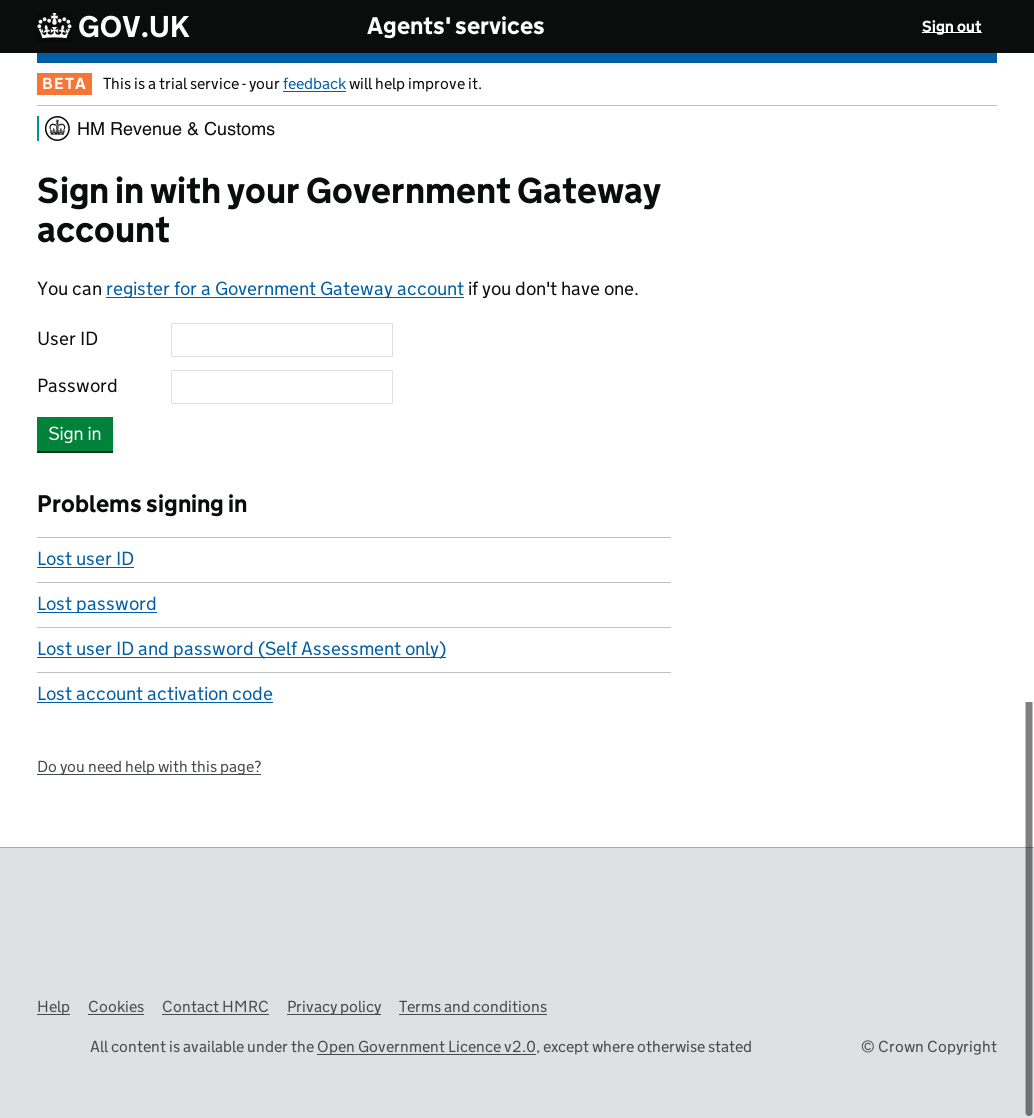 GOV.UK Agents' services Sign out
BETA This is a trial service - your feedback will help improve it.
HM Revenue & Customs
Sign in with your Government Gateway
account
You can register for a Government Gateway account if you don't have one.
User ID
Password
Sign in
Problems signing in
Lost user ID
Lost password
Lost user ID and password (Self Assessment only)
Lost account activation code
Do you need help with this page?
Help Cookies Contact HMRC Privacy policy Terms and conditions
All content is available under the Open Government Licence v2.0, except where otherwise stated © Crown Copyright